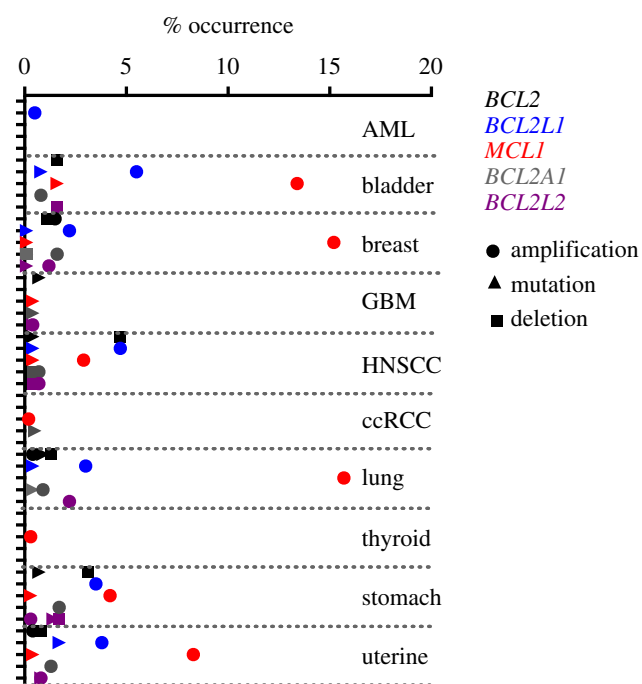 % occurrence
0 5 10 15 20
BCL2
BCL2L1
MCL1
BCL2A1
BCL2L2
amplification
mutation
deletion
AML
bladder
breast
GBM
HNSCC
ccRCC
lung
thyroid
stomach
uterine